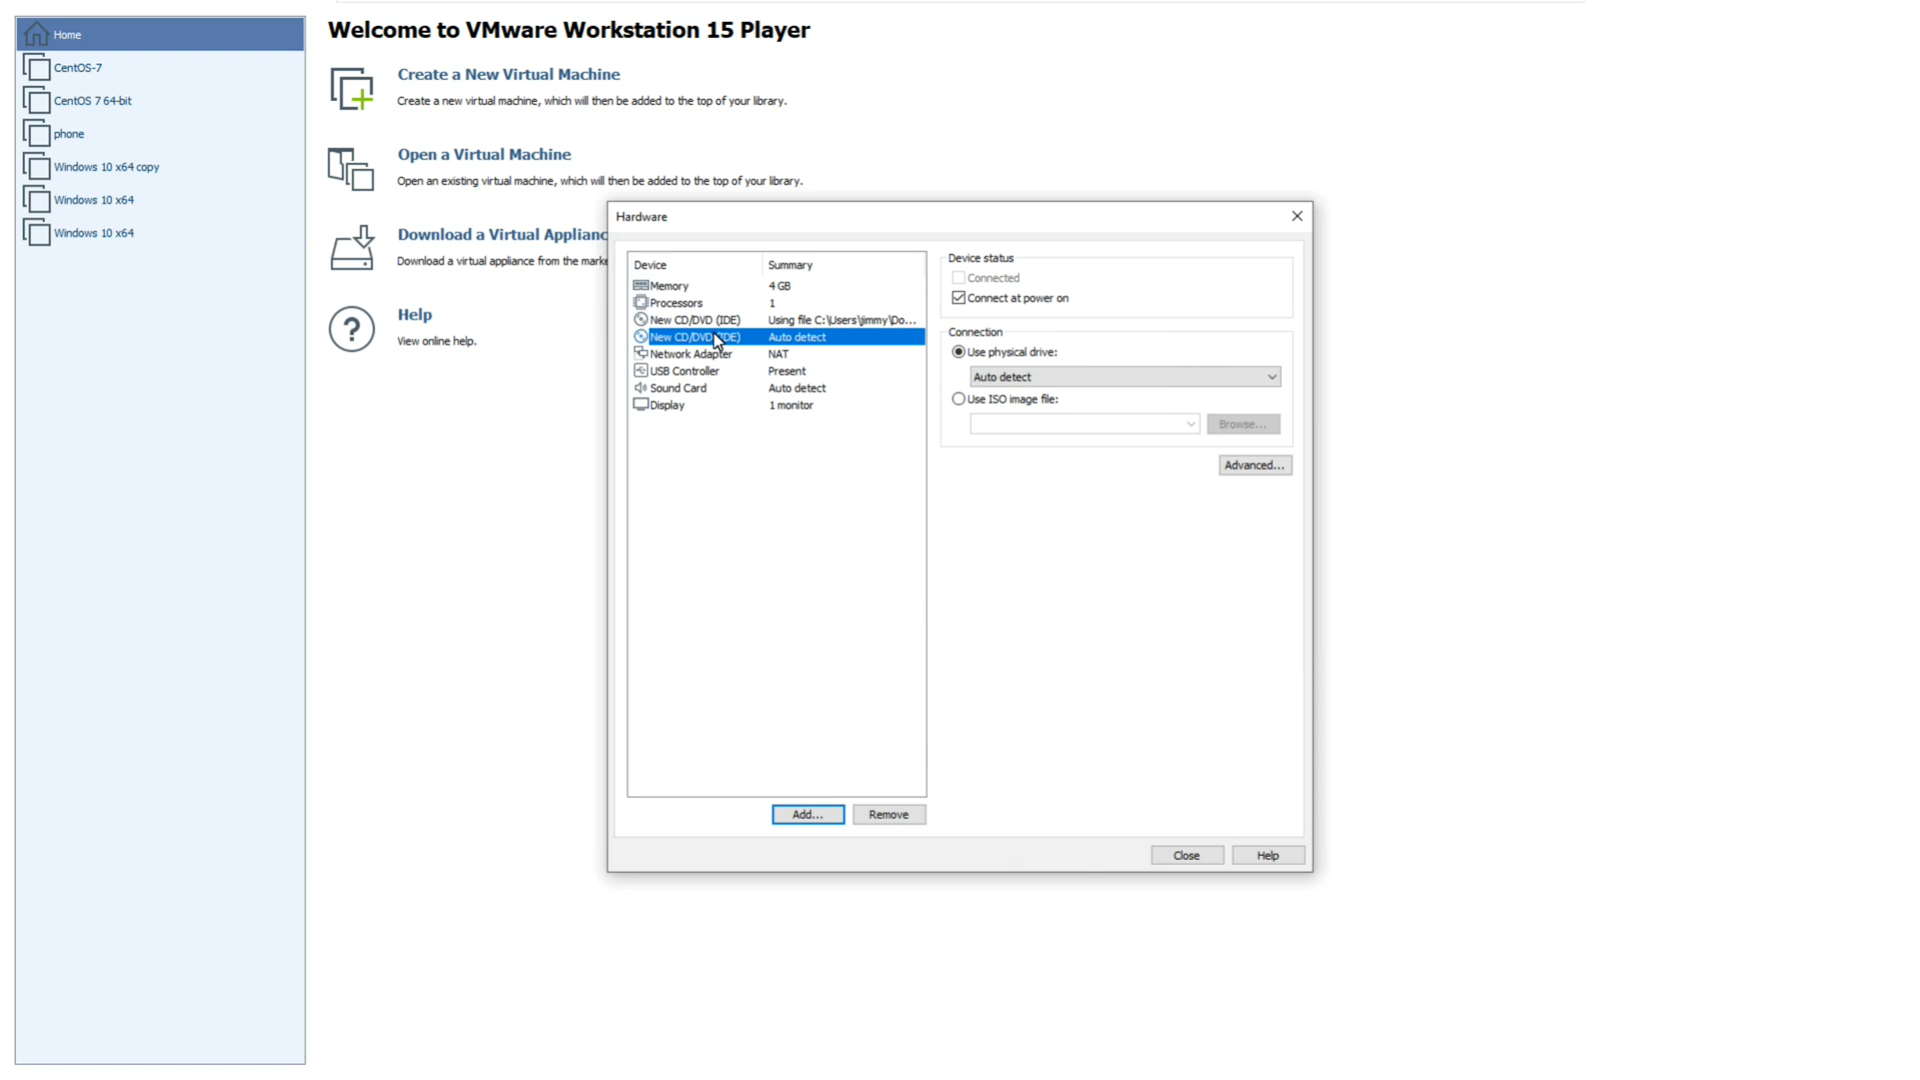 Home
CentOS-7
CentOS 7 64-bit
phone
Windows 10 x64 copy
Windows 10 x64
Windows 10 x64
Welcome to VMware Workstation 15 Player
Create a New Virtual Machine
Create a new virtual machine, which will then be added to the top of your library.
Open a Virtual Machine
Open an existing virtual machine, which will then be added to the top of your library.
Download a Virtual Applianc
Download a virtual appliance from the marke
Help
View online help.
Hardware
Device Summary
Memory 4 GB
Processors 1
New CD/DVD (IDE) Using file C:\Users\jimmy\Do...
New CD/DVD (IDE) Auto detect
Network Adapter NAT
USB Controller Present
Sound Card Auto detect
Display 1 monitor
Add... Remove
Device status
Connected
Connect at power on
Connection
Use physical drive:
Auto detect
Use ISO image file:
Browse...
Advanced...
Close Help